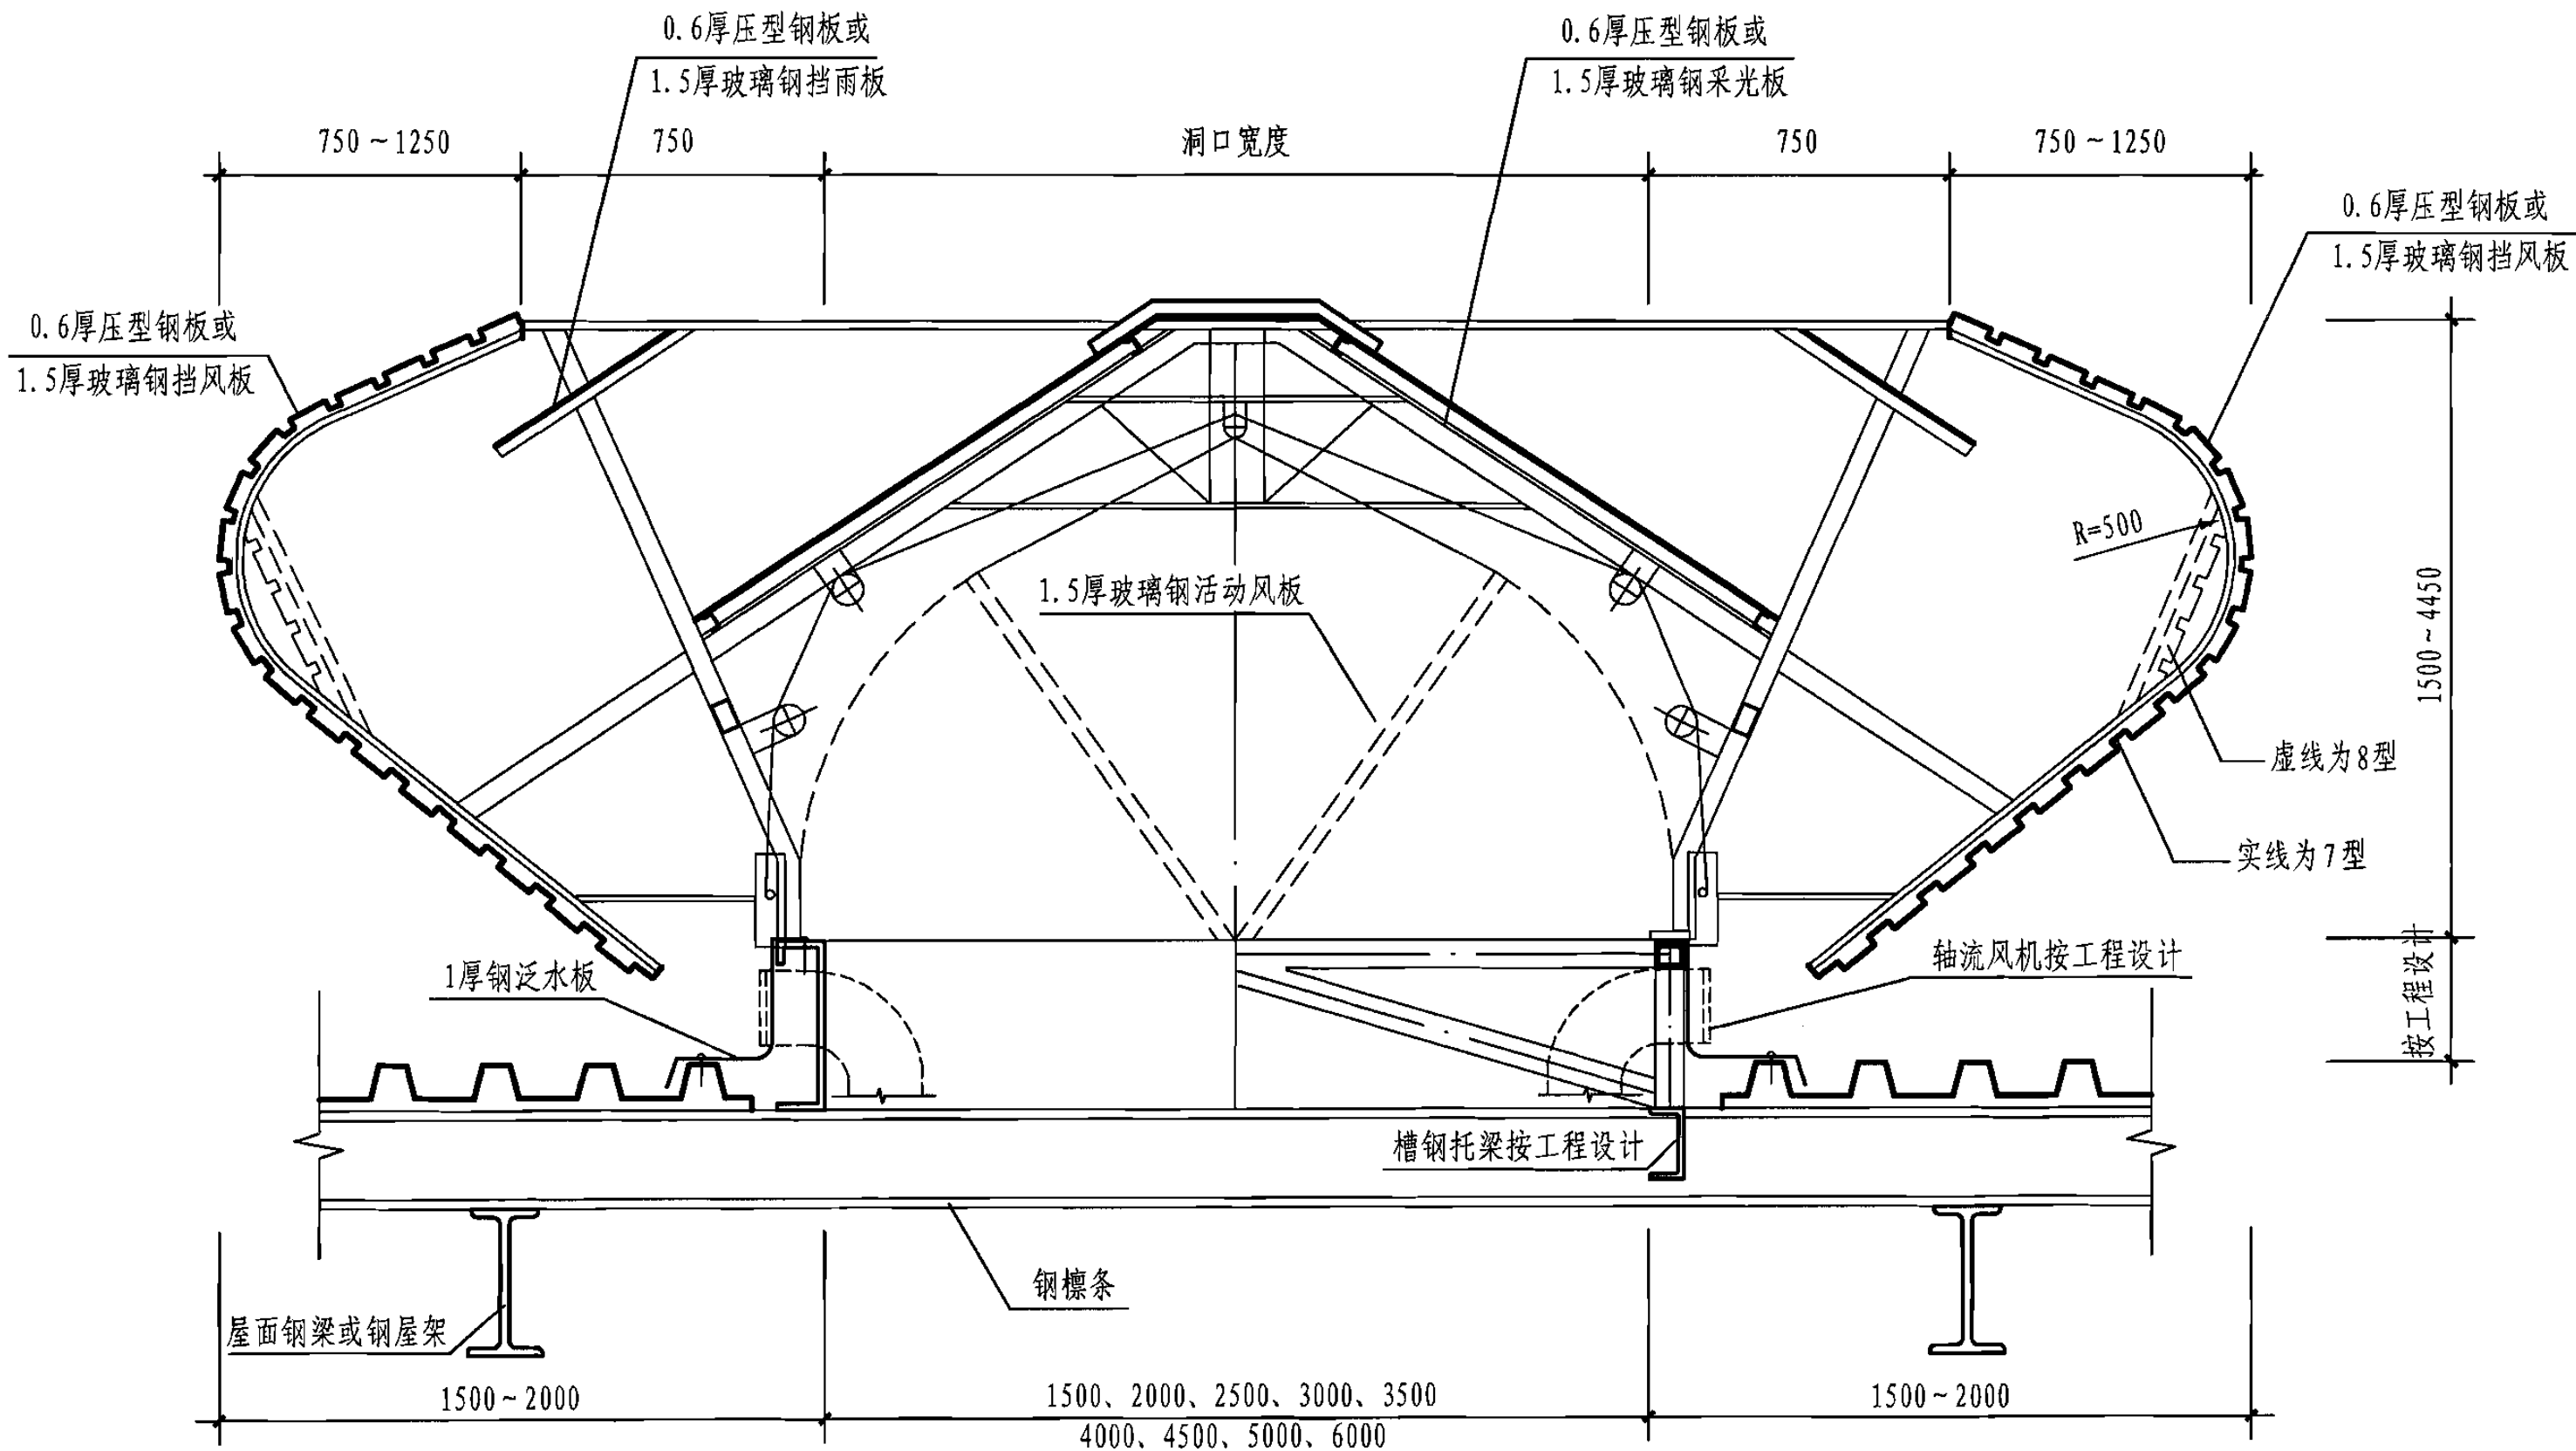 0.6厚压型钢板或
1.5厚玻璃钢挡雨板
0.6厚压型钢板或
1.5厚玻璃钢采光板
750~1250
750
洞口宽度
750
750~1250
0.6厚压型钢板或
1.5厚玻璃钢挡风板
0.6厚压型钢板或
1.5厚玻璃钢挡风板
R=500
1.5厚玻璃钢活动风板
1500~4450
虚线为8型
实线为7型
1厚钢泛水板
轴流风机按工程设计
按工程设计
槽钢托梁按工程设计
钢檩条
屋面钢梁或钢屋架
1500~2000
1500、2000、2500、3000、3500
4000、4500、5000、6000
1500~2000